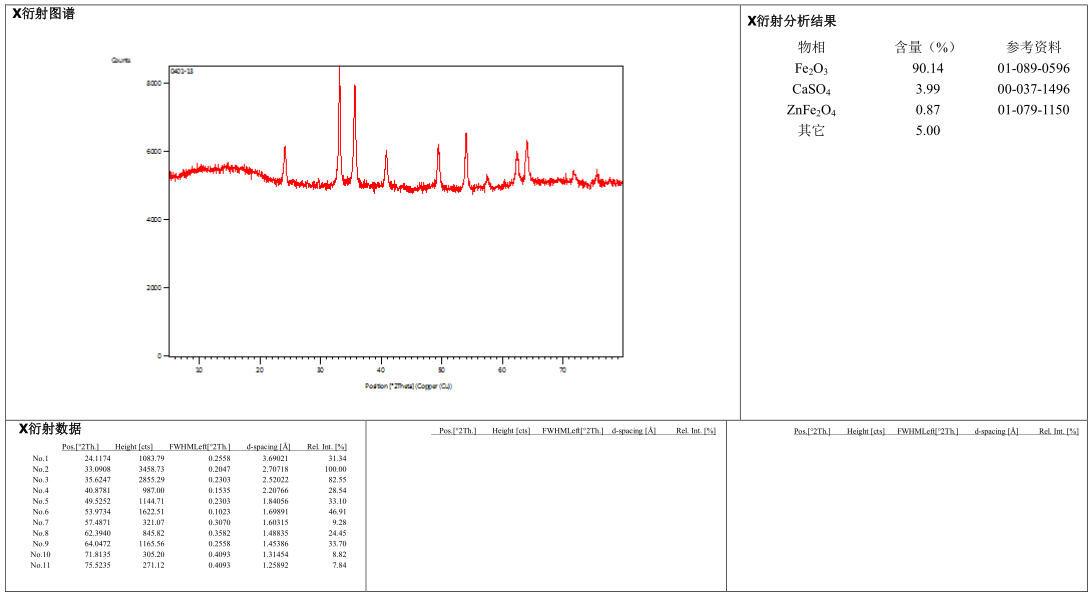 X衍射图谱
Counts
0401-13
8000
6000
4000
2000
0
10 20 30 40 50 60 70
Position [°2Theta] (Copper (Cu))
X衍射分析结果
物相 含量（%） 参考资料
Fe₂O₃ 90.14 01-089-0596
CaSO₄ 3.99 00-037-1496
ZnFe₂O₄ 0.87 01-079-1150
其它 5.00
X衍射数据
Pos.[°2Th.] Height [cts] FWHMLeft[°2Th.] d-spacing [Å] Rel. Int. [%]
No.1 24.1174 1083.79 0.2558 3.69021 31.34
No.2 33.0908 3458.73 0.2047 2.70718 100.00
No.3 35.6247 2855.29 0.2303 2.52022 82.55
No.4 40.8781 987.00 0.1535 2.20766 28.54
No.5 49.5252 1144.71 0.2303 1.84056 33.10
No.6 53.9734 1622.51 0.1023 1.69891 46.91
No.7 57.4871 321.07 0.3070 1.60315 9.28
No.8 62.3940 845.82 0.3582 1.48835 24.45
No.9 64.0472 1165.56 0.2558 1.45386 33.70
No.10 71.8135 305.20 0.4093 1.31454 8.82
No.11 75.5235 271.12 0.4093 1.25892 7.84
Pos.[°2Th.] Height [cts] FWHMLeft[°2Th.] d-spacing [Å] Rel. Int. [%]
Pos.[°2Th.] Height [cts] FWHMLeft[°2Th.] d-spacing [Å] Rel. Int. [%]